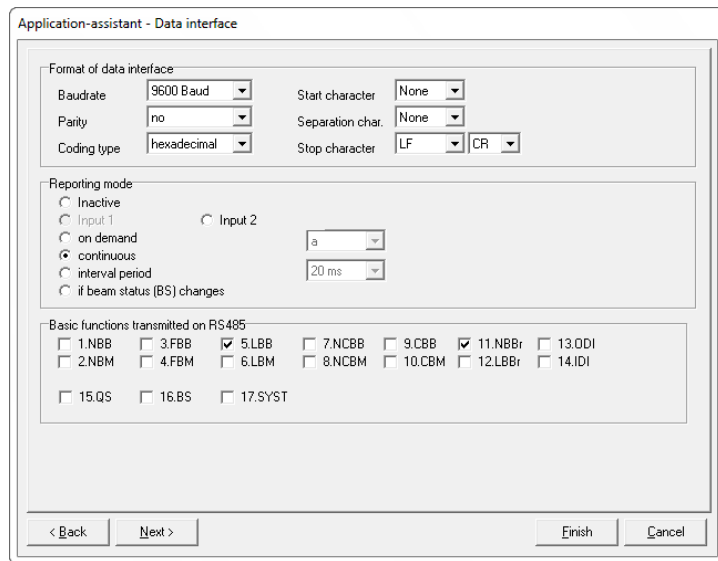 Application-assistant - Data interface
Format of data interface
Baudrate 9600 Baud Start character None
Parity no Separation char. None
Coding type hexadecimal Stop character LF CR
Reporting mode
Inactive
Input 1 Input 2
on demand a
continuous
interval period 20 ms
if beam status (BS) changes
Basic functions transmitted on RS485
1.NBB 3.FBB 5.LBB 7.NCBB 9.CBB 11.NBBr 13.ODI
2.NBM 4.FBM 6.LBM 8.NCBM 10.CBM 12.LBBr 14.IDI
15.QS 16.BS 17.SYST
< Back Next > Finish Cancel